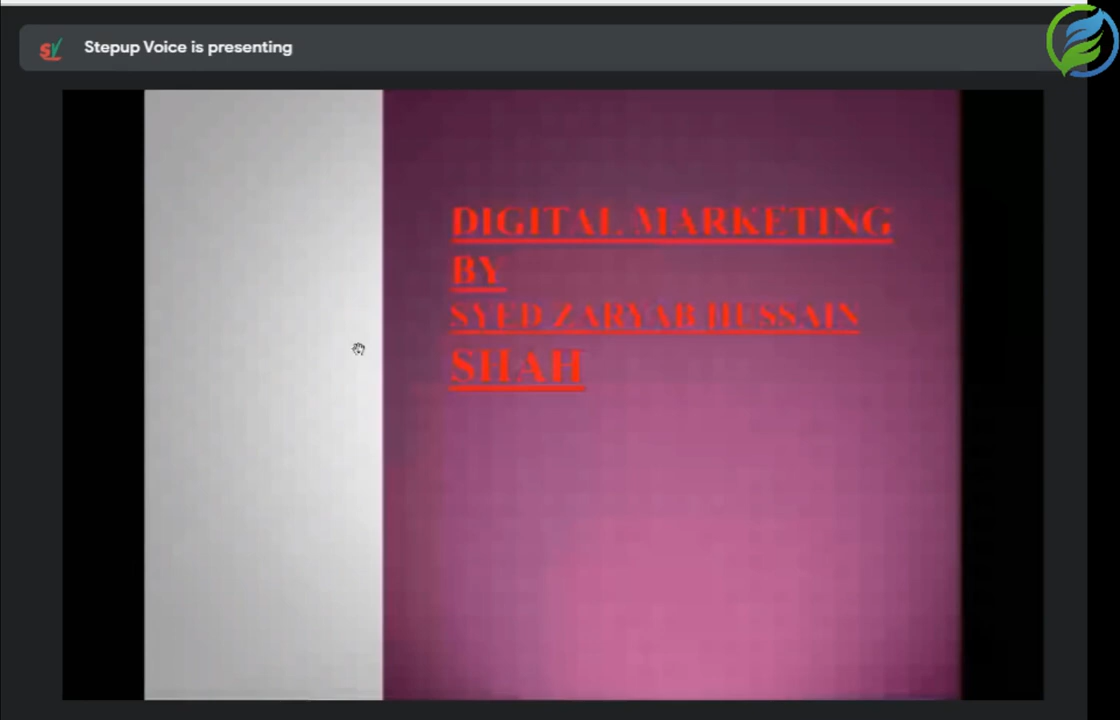 Stepup Voice is presenting
DIGITAL MARKETING
BY
SYED ZARYAB HUSSAIN
SHAH